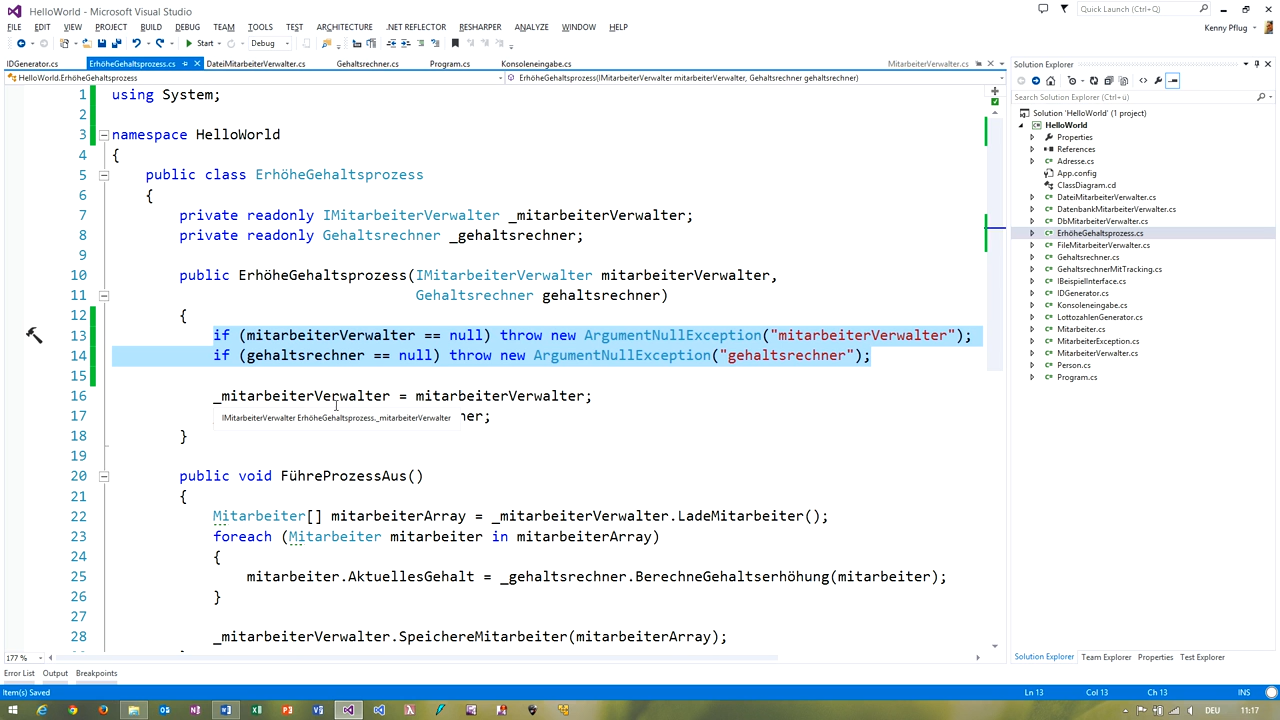 HelloWorld - Microsoft Visual Studio
Quick Launch (Ctrl+Q)
FILE EDIT VIEW PROJECT BUILD DEBUG TEAM TOOLS TEST ARCHITECTURE .NET REFLECTOR RESHARPER ANALYZE WINDOW HELP
Kenny Pflug
Start Debug
IDGenerator.cs ErhöheGehaltsprozess.cs DateiMitarbeiterVerwalter.cs Gehaltsrechner.cs Program.cs Konsoleneingabe.cs MitarbeiterVerwalter.cs
HelloWorld.ErhöheGehaltsprozess ErhöheGehaltsprozess(IMitarbeiterVerwalter mitarbeiterVerwalter, Gehaltsrechner gehaltsrechner)
1 using System;
2
3 namespace HelloWorld
4 {
5 public class ErhöheGehaltsprozess
6 {
7 private readonly IMitarbeiterVerwalter _mitarbeiterVerwalter;
8 private readonly Gehaltsrechner _gehaltsrechner;
9
10 public ErhöheGehaltsprozess(IMitarbeiterVerwalter mitarbeiterVerwalter,
11 Gehaltsrechner gehaltsrechner)
12 {
13 if (mitarbeiterVerwalter == null) throw new ArgumentNullException("mitarbeiterVerwalter");
14 if (gehaltsrechner == null) throw new ArgumentNullException("gehaltsrechner");
15
16 _mitarbeiterVerwalter = mitarbeiterVerwalter;
IMitarbeiterVerwalter ErhöheGehaltsprozess._mitarbeiterVerwalter
17 ner;
18 }
19
20 public void FühreProzessAus()
21 {
22 Mitarbeiter[] mitarbeiterArray = _mitarbeiterVerwalter.LadeMitarbeiter();
23 foreach (Mitarbeiter mitarbeiter in mitarbeiterArray)
24 {
25 mitarbeiter.AktuellesGehalt = _gehaltsrechner.BerechneGehaltserhöhung(mitarbeiter);
26 }
27
28 _mitarbeiterVerwalter.SpeichereMitarbeiter(mitarbeiterArray);
177 %
Solution Explorer
Search Solution Explorer (Ctrl+ü)
Solution 'HelloWorld' (1 project)
HelloWorld
Properties
References
Adresse.cs
App.config
ClassDiagram.cd
DateiMitarbeiterVerwalter.cs
DatenbankMitarbeiterVerwalter.cs
DbMitarbeiterVerwalter.cs
ErhöheGehaltsprozess.cs
FileMitarbeiterVerwalter.cs
Gehaltsrechner.cs
GehaltsrechnerMitTracking.cs
IBeispielInterface.cs
IDGenerator.cs
Konsoleneingabe.cs
LottozahlenGenerator.cs
Mitarbeiter.cs
MitarbeiterException.cs
MitarbeiterVerwalter.cs
Person.cs
Program.cs
Solution Explorer Team Explorer Properties Test Explorer
Error List Output Breakpoints
Item(s) Saved Ln 13 Col 13 Ch 13 INS
DEU 11:17